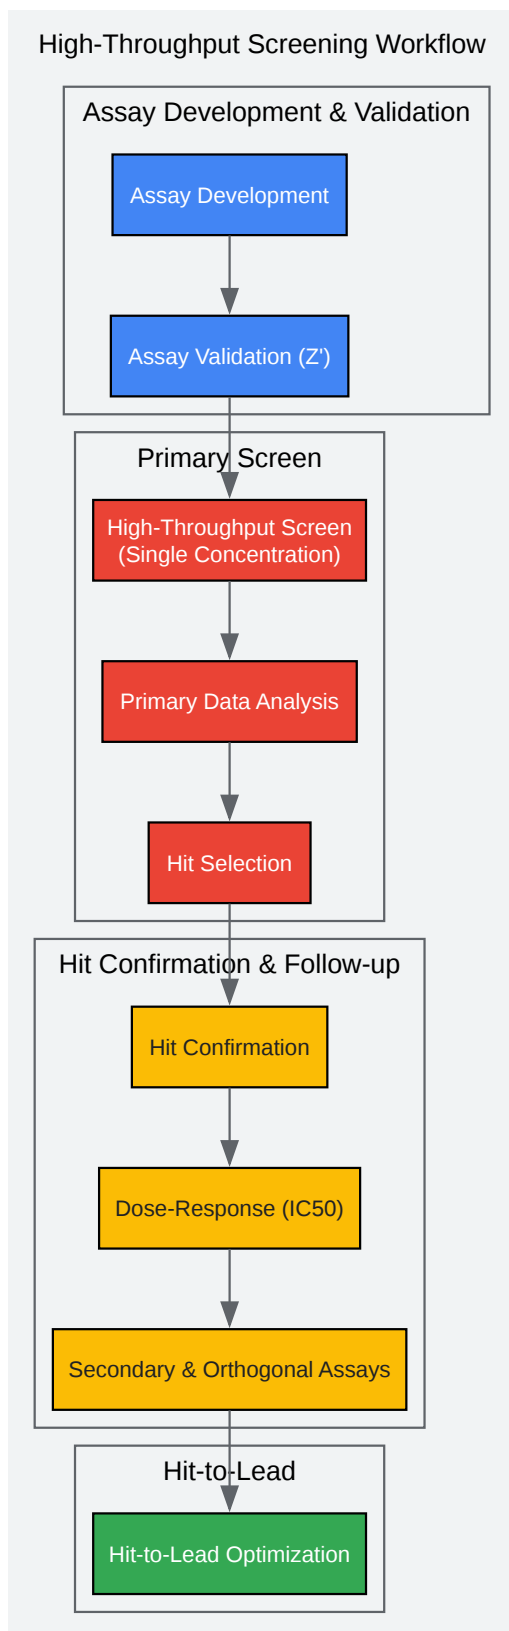 High-Throughput Screening Workflow
Assay Development & Validation
Assay Development
Assay Validation (Z')
Primary Screen
High-Throughput Screen
(Single Concentration)
Primary Data Analysis
Hit Selection
Hit Confirmation & Follow-up
Hit Confirmation
Dose-Response (IC50)
Secondary & Orthogonal Assays
Hit-to-Lead
Hit-to-Lead Optimization